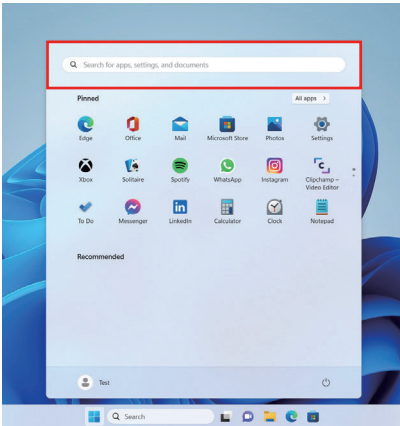 Search for apps, settings, and documents
Pinned
All apps >
Edge
Office
Mail
Microsoft Store
Photos
Settings
Xbox
Solitaire
Spotify
WhatsApp
Instagram
Clipchamp –
Video Editor
To Do
Messenger
LinkedIn
Calculator
Clock
Notepad
Recommended
Test
Search